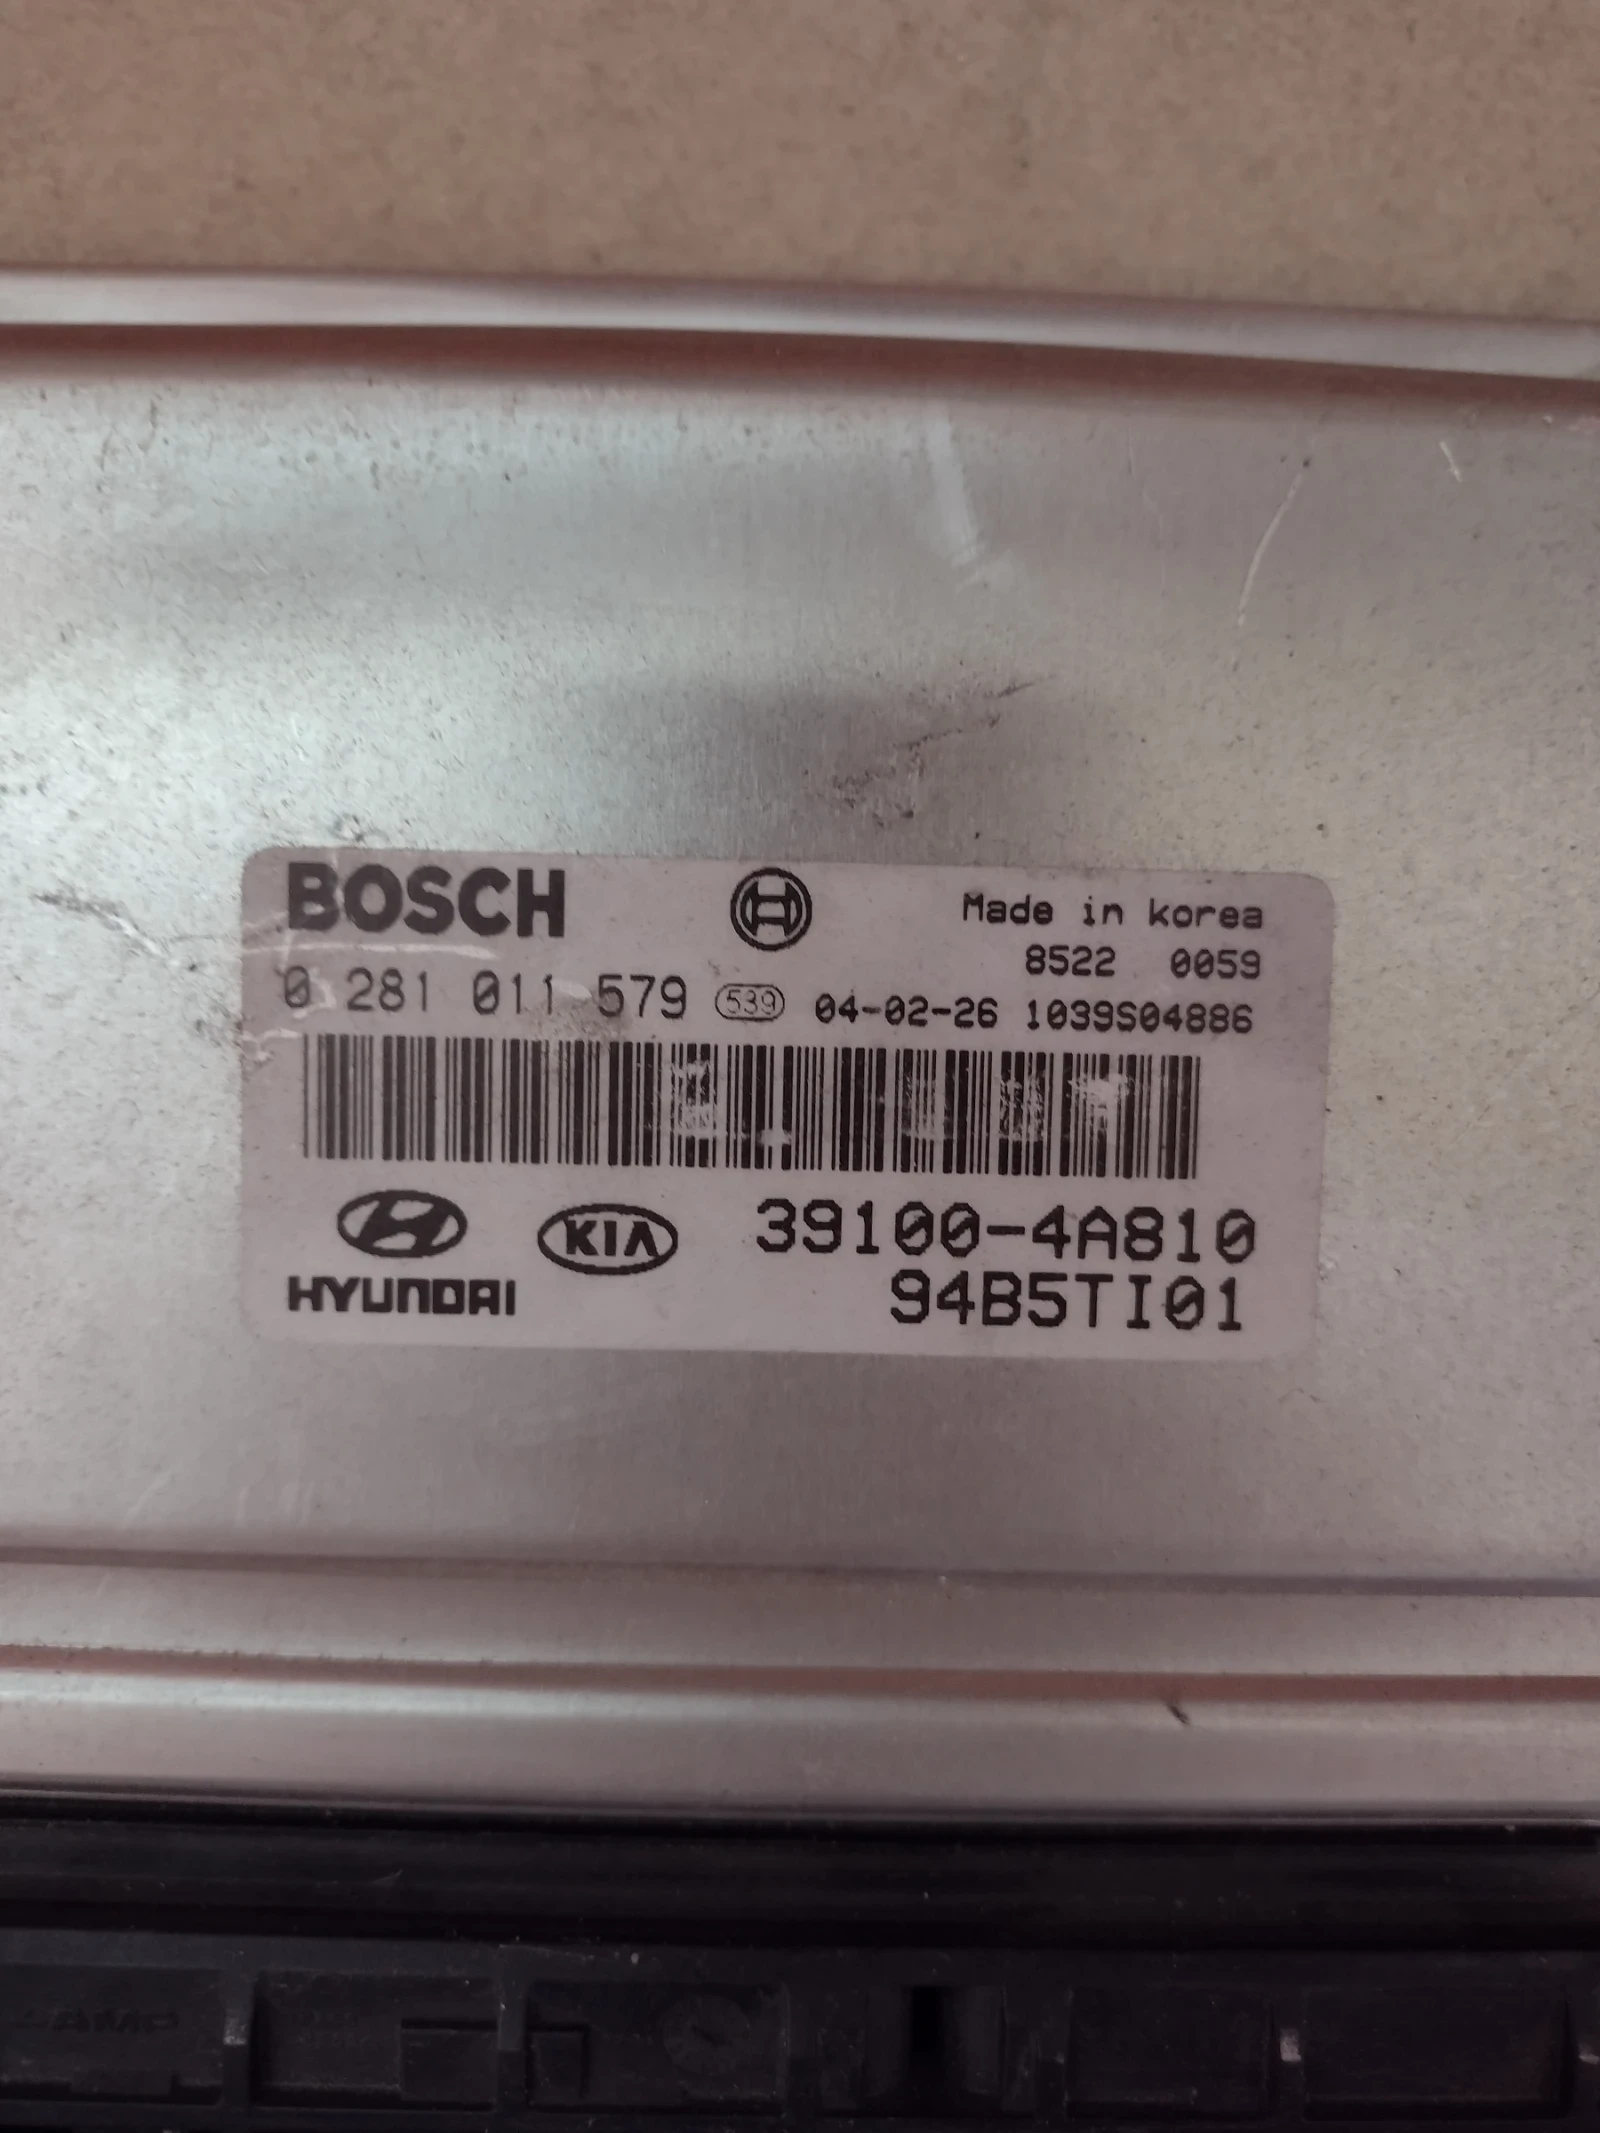 BOSCH
Made in korea
8522 0059
0 281 011 579 539 04-02-26 1039S04886
39100-4A810
KIA
HYUNDAI
94B5TI01